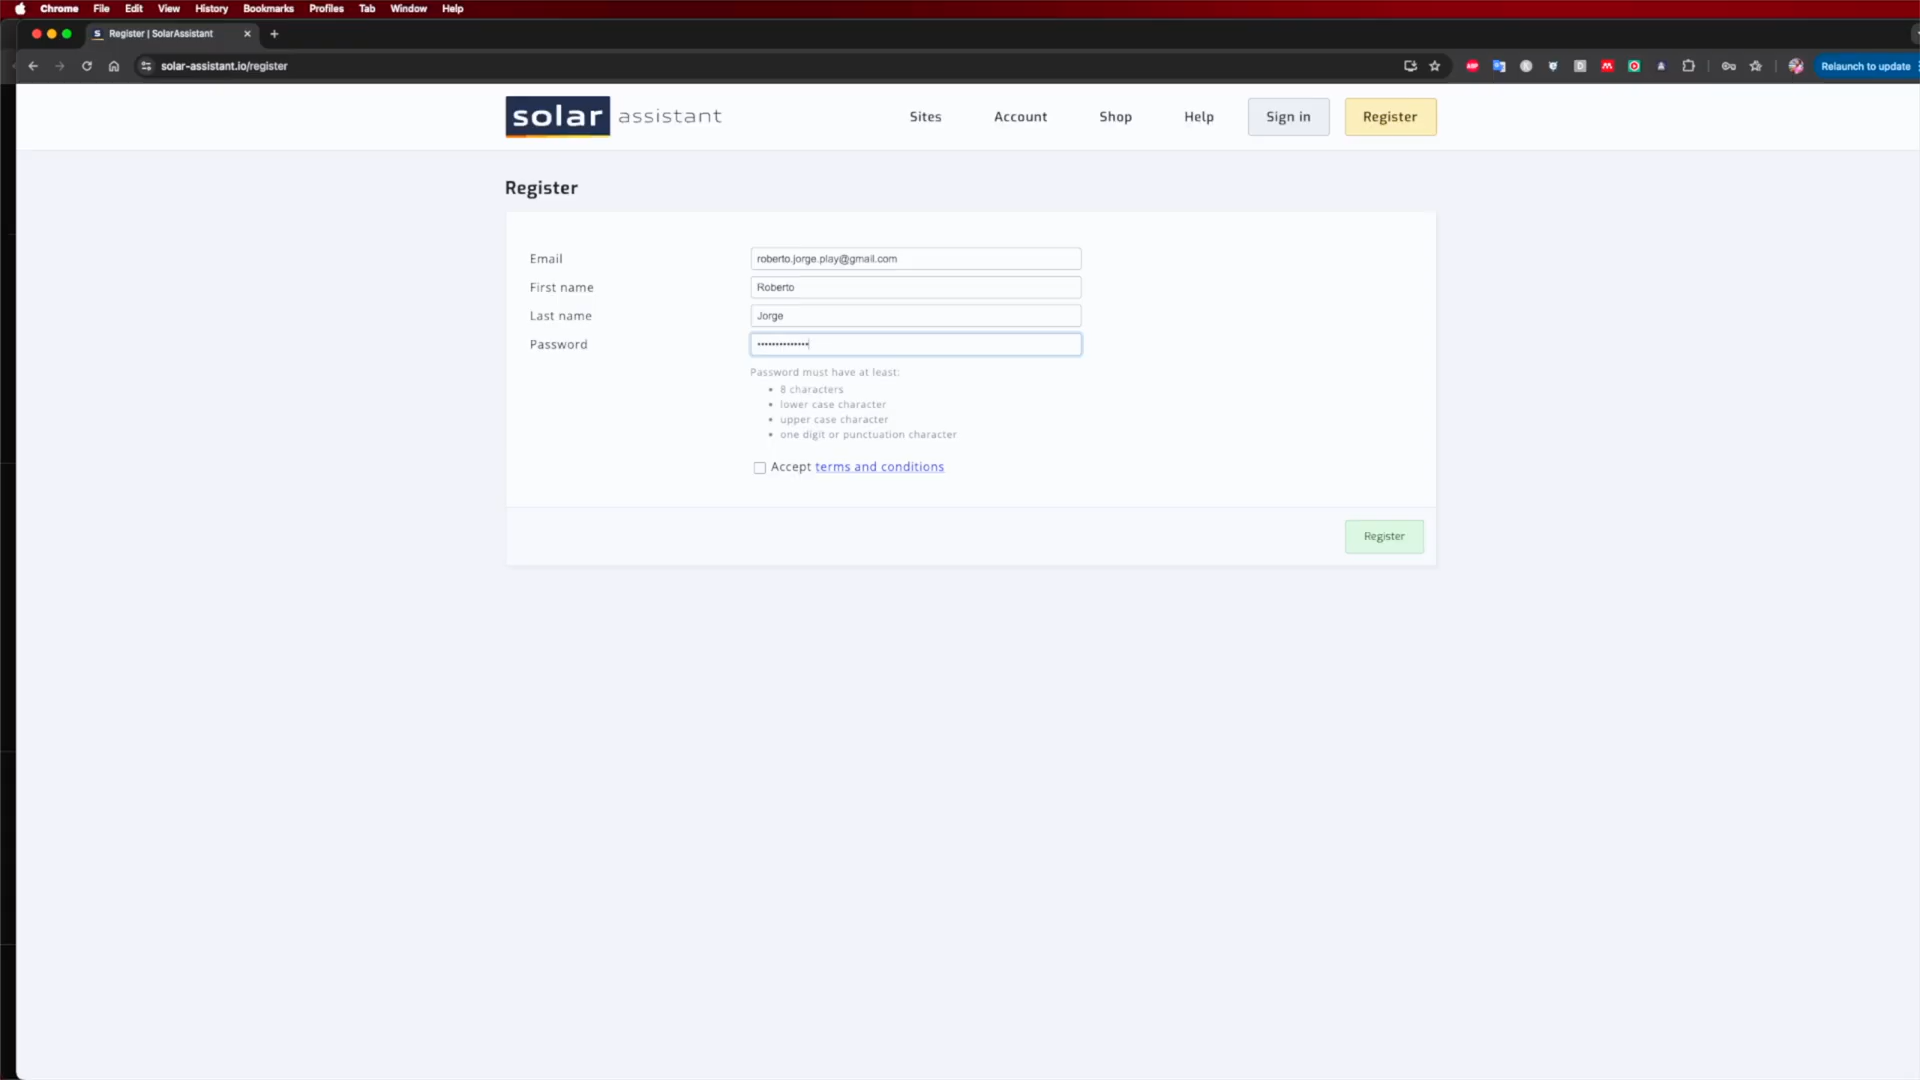 Chrome File Edit View History Bookmarks Profiles Tab Window Help
Register | SolarAssistant
solar-assistant.io/register
Relaunch to update
solar assistant
Sites Account Shop Help Sign in Register
Register
Email roberto.jorge.play@gmail.com
First name Roberto
Last name Jorge
Password ••••••••••••••
Password must have at least:
• 8 characters
• lower case character
• upper case character
• one digit or punctuation character
Accept terms and conditions
Register